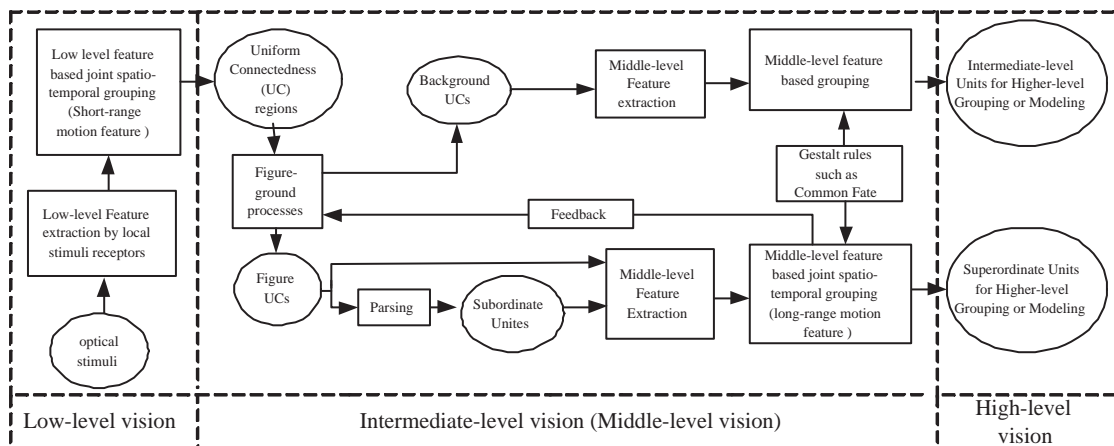 Low level feature
based joint spatio-
temporal grouping
(Short-range
motion feature )
Low-level Feature
extraction by local
stimuli receptors
optical
stimuli
Uniform
Connectedness
(UC)
regions
Figure-
ground
processes
Figure
UCs
Background
UCs
Parsing
Subordinate
Unites
Middle-level
Feature
extraction
Feedback
Middle-level
Feature
Extraction
Middle-level feature
based grouping
Gestalt rules
such as
Common Fate
Middle-level feature
based joint spatio-
temporal grouping
(long-range motion
feature )
Intermediate-level
Units for Higher-level
Grouping or Modeling
Superordinate Units
for Higher-level
Grouping or Modeling
Low-level vision
Intermediate-level vision (Middle-level vision)
High-level
vision